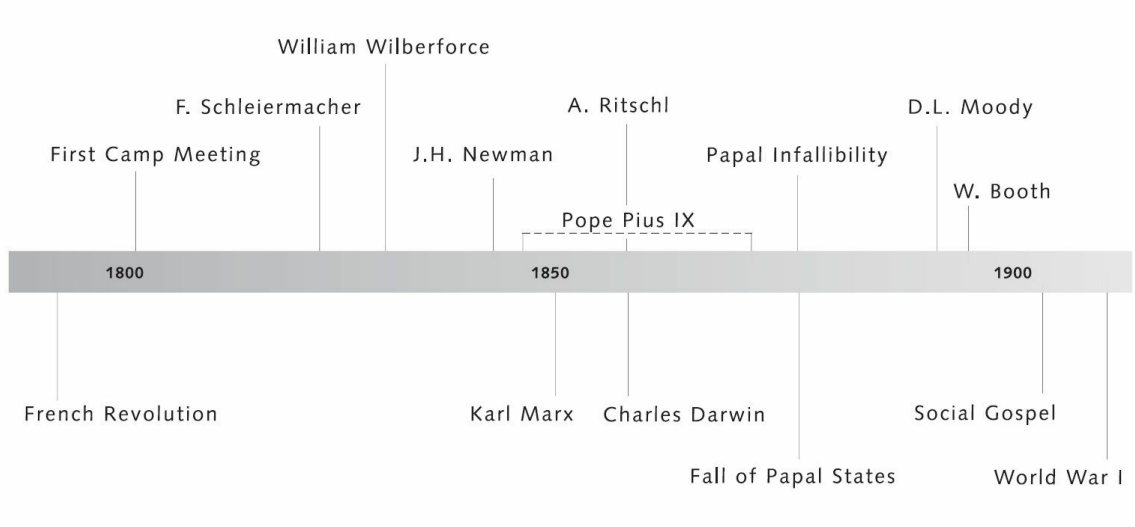 William Wilberforce
F. Schleiermacher
A. Ritschl
D.L. Moody
First Camp Meeting
J.H. Newman
Papal Infallibility
W. Booth
Pope Pius IX
1800
1850
1900
French Revolution
Karl Marx
Charles Darwin
Social Gospel
Fall of Papal States
World War I